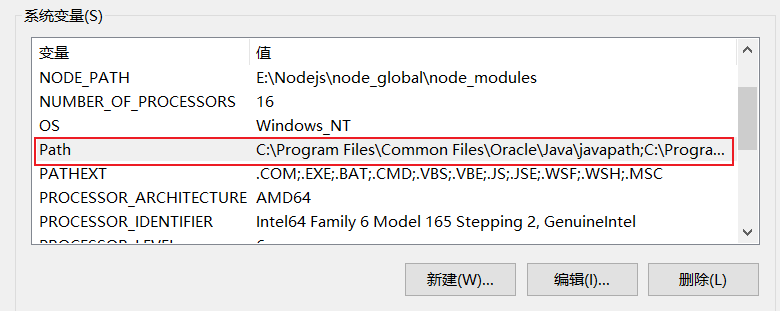 系统变量(S)
变量 值
NODE_PATH E:\Nodejs\node_global\node_modules
NUMBER_OF_PROCESSORS 16
OS Windows_NT
Path C:\Program Files\Common Files\Oracle\Java\javapath;C:\Progra...
PATHEXT .COM;.EXE;.BAT;.CMD;.VBS;.VBE;.JS;.JSE;.WSF;.WSH;.MSC
PROCESSOR_ARCHITECTURE AMD64
PROCESSOR_IDENTIFIER Intel64 Family 6 Model 165 Stepping 2, GenuineIntel
PROCESSOR_LEVEL 6
新建(W)... 编辑(I)... 删除(L)